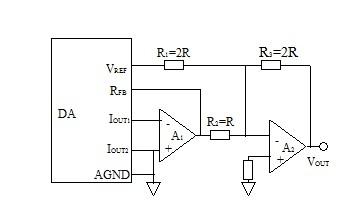 R1=2R
R3=2R
VREF
RFB
DA
IOUT1
-
A1
+
R2=R
-
A2
+
VOUT
IOUT2
AGND